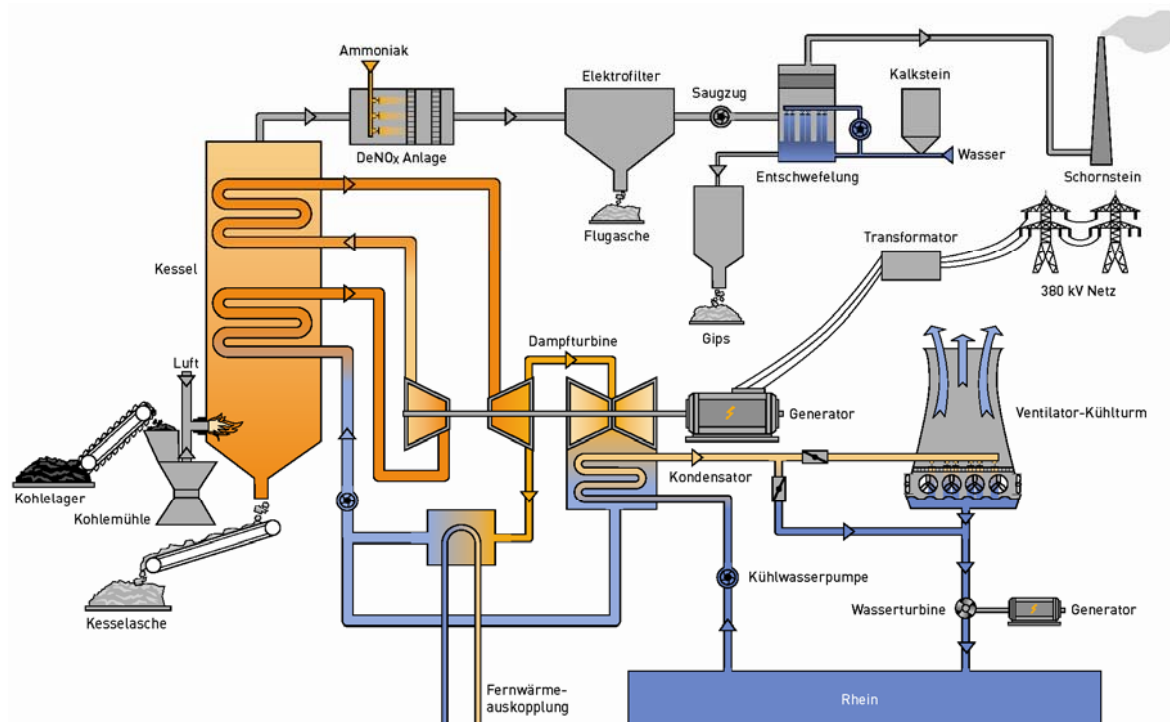 Ammoniak
Elektrofilter
Kalkstein
Saugzug
DeNOX Anlage
Wasser
Entschwefelung
Schornstein
Flugasche
Transformator
Kessel
380 kV Netz
Gips
Dampfturbine
Luft
Generator
Ventilator-Kühlturm
Kondensator
Kohlelager
Kohlemühle
Kühlwasserpumpe
Wasserturbine
Generator
Kesselasche
Fernwärme-
auskopplung
Rhein